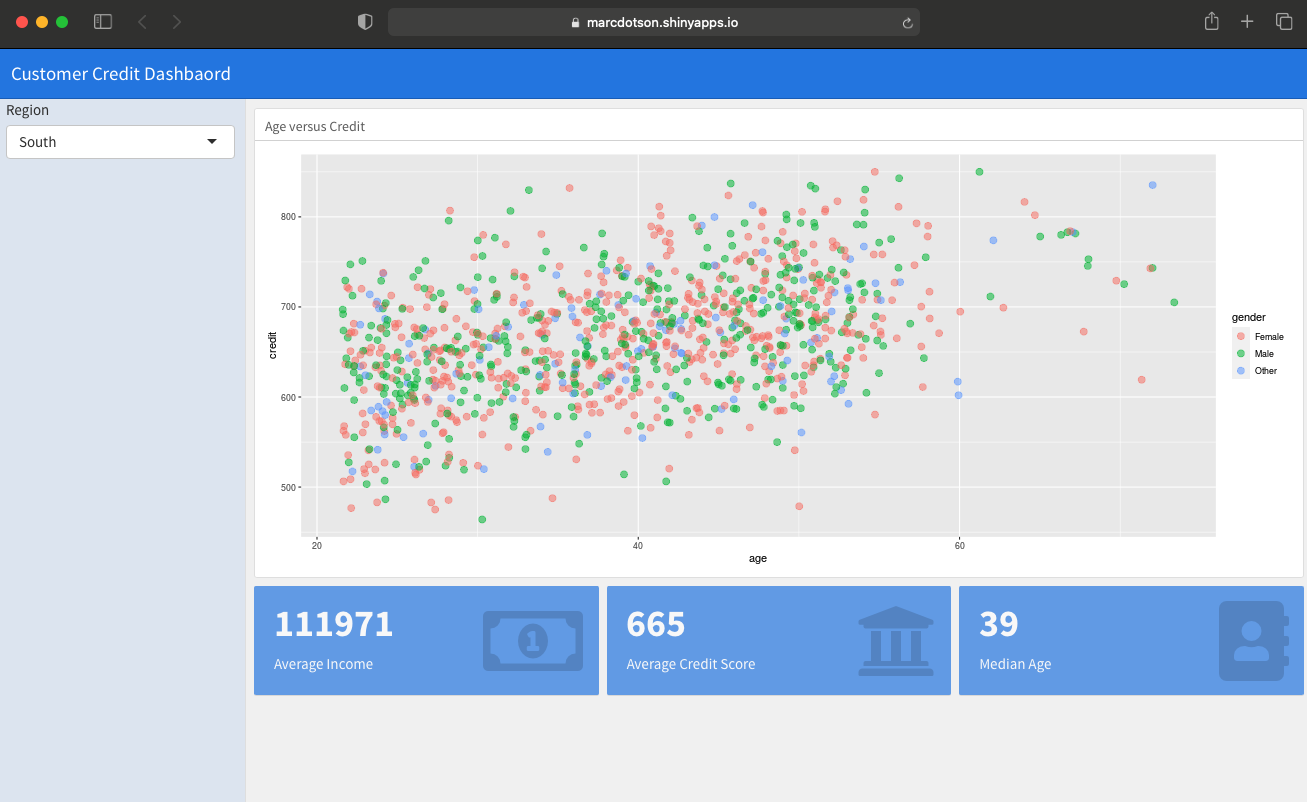 marcdotson.shinyapps.io
Customer Credit Dashbaord
Region
South
Age versus Credit
credit
800
700
600
500
20 40 60
age
gender
Female
Male
Other
111971
Average Income
1
665
Average Credit Score
39
Median Age